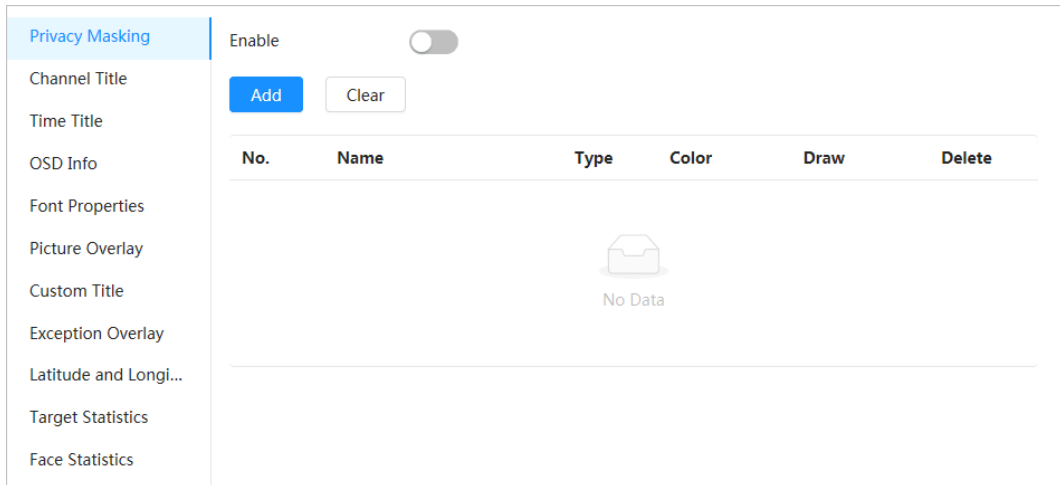 Privacy Masking
Channel Title
Time Title
OSD Info
Font Properties
Picture Overlay
Custom Title
Exception Overlay
Latitude and Longi...
Target Statistics
Face Statistics
Enable
Add Clear
No. Name Type Color Draw Delete
No Data